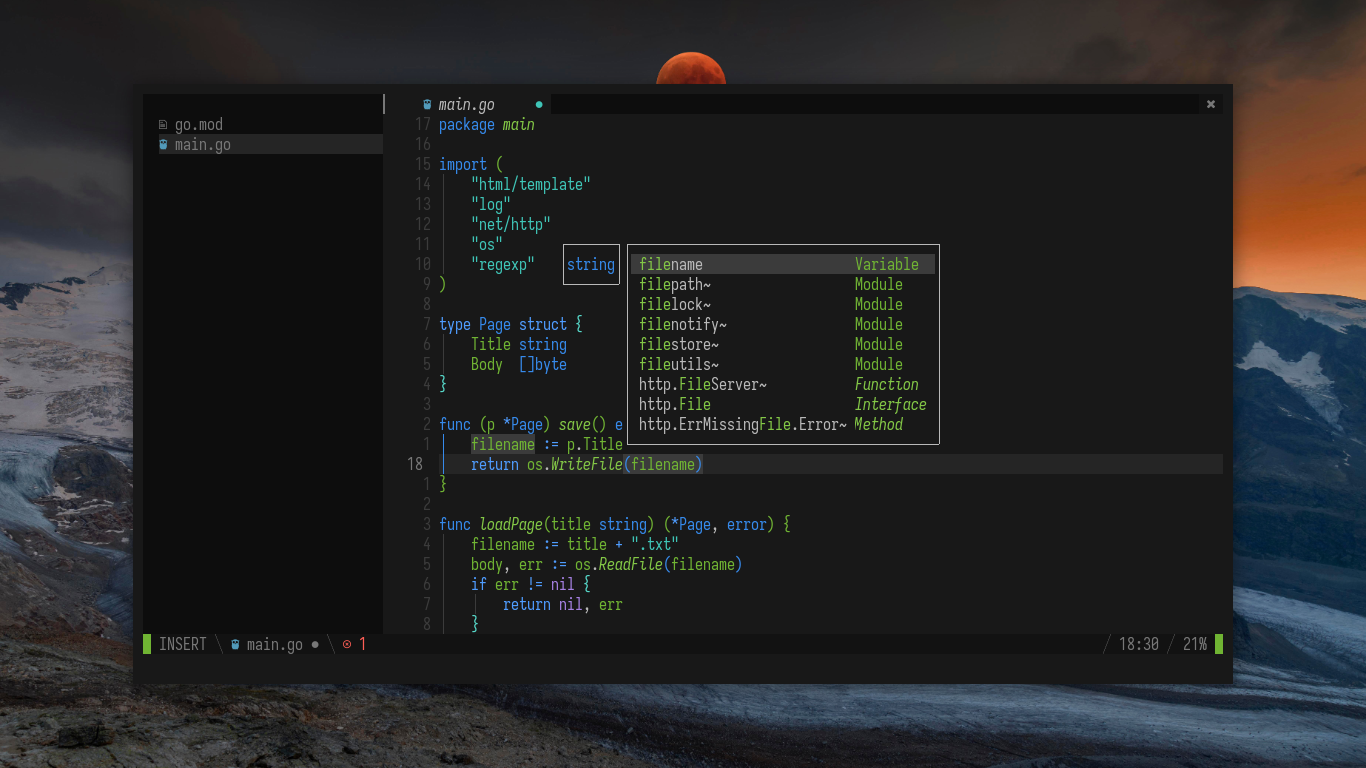 main.go
go.mod
main.go
17 package main
16
15 import (
14 "html/template"
13 "log"
12 "net/http"
11 "os"
10 "regexp"
9 )
8
7 type Page struct {
6 Title string
5 Body []byte
4 }
3
2 func (p *Page) save() e
1 filename := p.Title
18 return os.WriteFile(filename)
1 }
2
3 func loadPage(title string) (*Page, error) {
4 filename := title + ".txt"
5 body, err := os.ReadFile(filename)
6 if err != nil {
7 return nil, err
8 }
string
filename Variable
filepath~ Module
filelock~ Module
filenotify~ Module
filestore~ Module
fileutils~ Module
http.FileServer~ Function
http.File Interface
http.ErrMissingFile.Error~ Method
INSERT main.go 1 18:30 21%